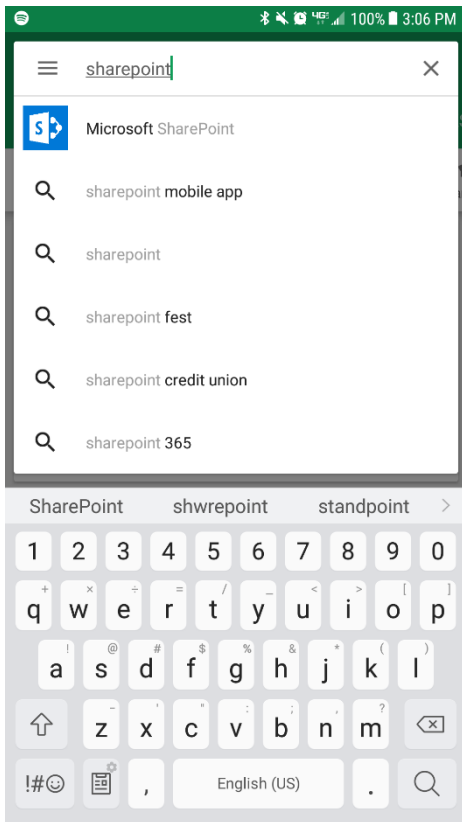 4G 100% 3:06 PM
sharepoint
S Microsoft SharePoint
sharepoint mobile app
sharepoint
sharepoint fest
sharepoint credit union
sharepoint 365
SharePoint shwrepoint standpoint
1 2 3 4 5 6 7 8 9 0
+ × ÷ = / _ < > [ ]
q w e r t y u i o p
! @ # $ % & * ( )
a s d f g h j k l
- ' " : ; , ?
z x c v b n m
!#☺ , English (US) .